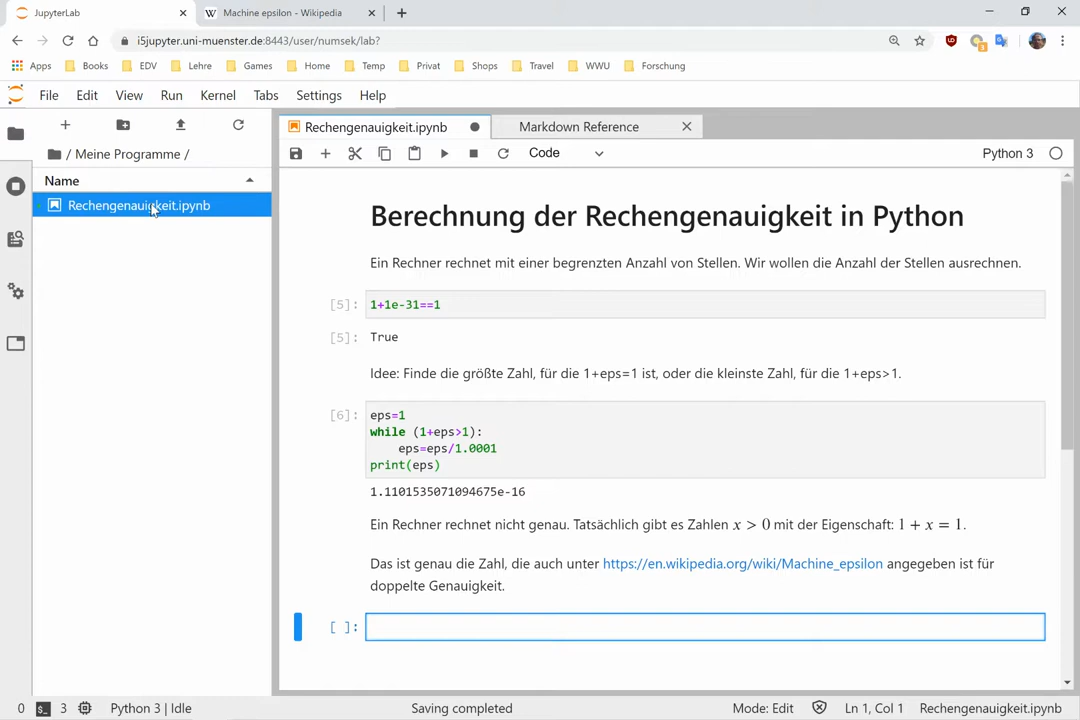 JupyterLab
Machine epsilon - Wikipedia
i5jupyter.uni-muenster.de:8443/user/numsek/lab?
Apps Books EDV Lehre Games Home Temp Privat Shops Travel WWU Forschung
File Edit View Run Kernel Tabs Settings Help
Rechengenauigkeit.ipynb
Markdown Reference
/ Meine Programme /
Code
Python 3
Name
Rechengenauigkeit.ipynb
Berechnung der Rechengenauigkeit in Python
Ein Rechner rechnet mit einer begrenzten Anzahl von Stellen. Wir wollen die Anzahl der Stellen ausrechnen.
[5]: 1+1e-31==1
[5]: True
Idee: Finde die größte Zahl, für die 1+eps=1 ist, oder die kleinste Zahl, für die 1+eps>1.
[6]: eps=1
while (1+eps>1):
eps=eps/1.0001
print(eps)
1.1101535071094675e-16
Ein Rechner rechnet nicht genau. Tatsächlich gibt es Zahlen x > 0 mit der Eigenschaft: 1 + x = 1.
Das ist genau die Zahl, die auch unter https://en.wikipedia.org/wiki/Machine_epsilon angegeben ist für
doppelte Genauigkeit.
[ ]:
0 3 Python 3 | Idle Saving completed Mode: Edit Ln 1, Col 1 Rechengenauigkeit.ipynb